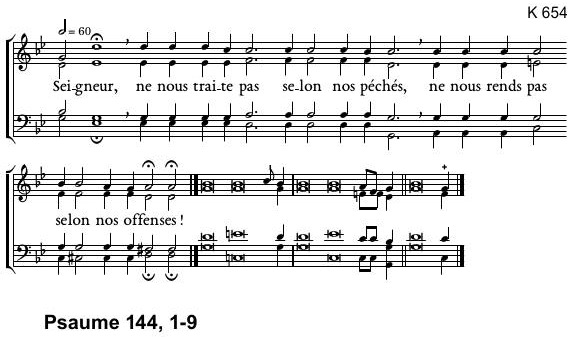 K 654
= 60
Sei-gneur, ne nous trai-te pas se-lon nos péchés, ne nous rends pas
selon nos offenses !
Psaume 144, 1-9